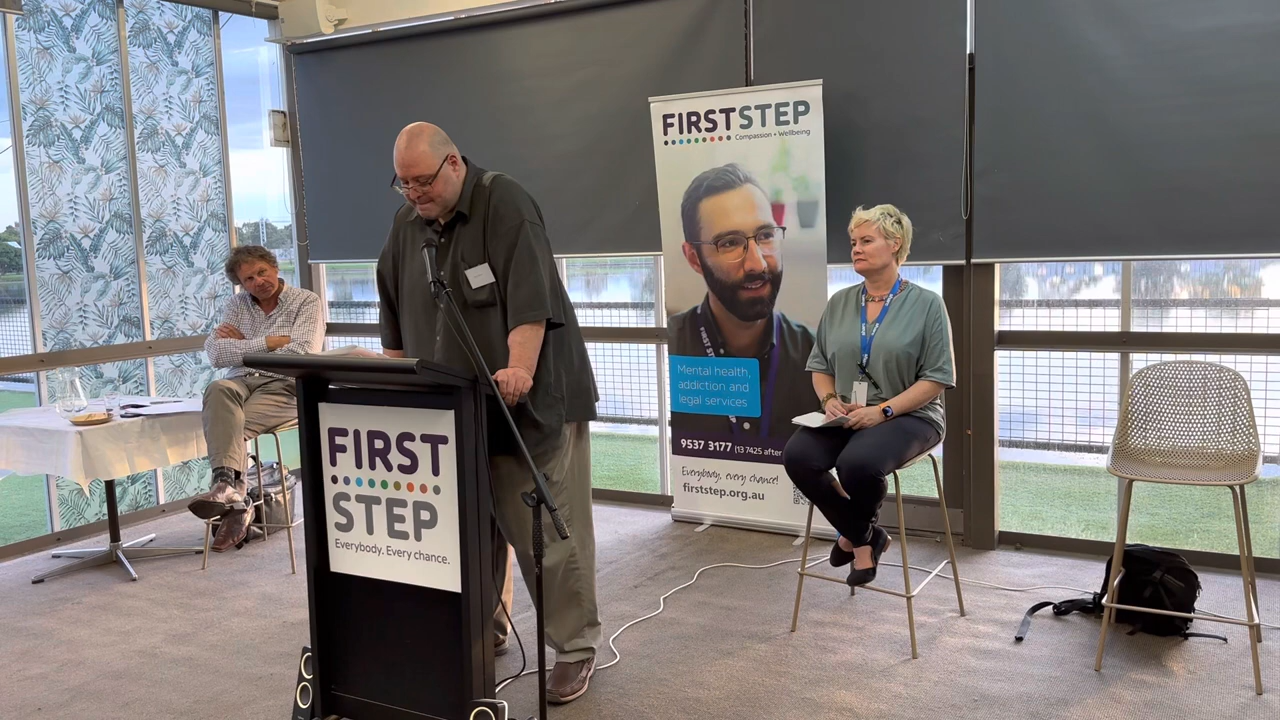 FIRSTSTEP
Compassion • Wellbeing
Mental health,
addiction and
legal services
9537 3177 (13 7425 after
Everybody, every chance!
firststep.org.au
FIRST
STEP
Everybody. Every chance.